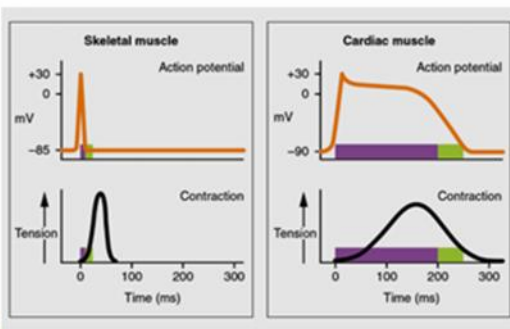 Skeletal muscle
Action potential
+30
0
mV
–85
Contraction
Tension
0 100 200 300
Time (ms)
Cardiac muscle
Action potential
+30
0
mV
–90
Contraction
Tension
0 100 200 300
Time (ms)